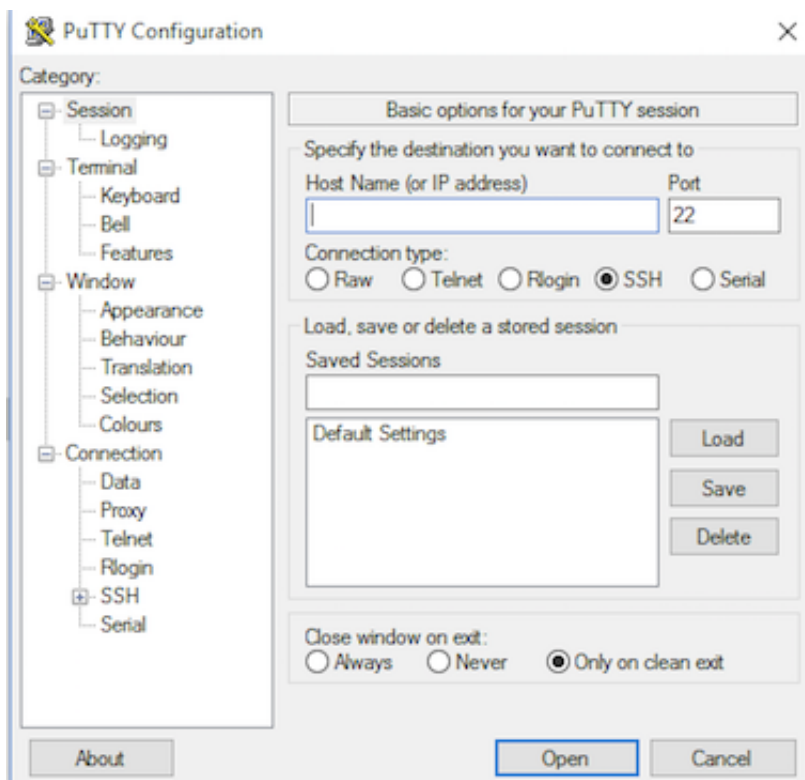 PuTTY Configuration
Category:
Session
Logging
Terminal
Keyboard
Bell
Features
Window
Appearance
Behaviour
Translation
Selection
Colours
Connection
Data
Proxy
Telnet
Rlogin
SSH
Serial
Basic options for your PuTTY session
Specify the destination you want to connect to
Host Name (or IP address) Port
22
Connection type:
Raw Telnet Rlogin SSH Serial
Load, save or delete a stored session
Saved Sessions
Default Settings
Load
Save
Delete
Close window on exit:
Always Never Only on clean exit
About Open Cancel